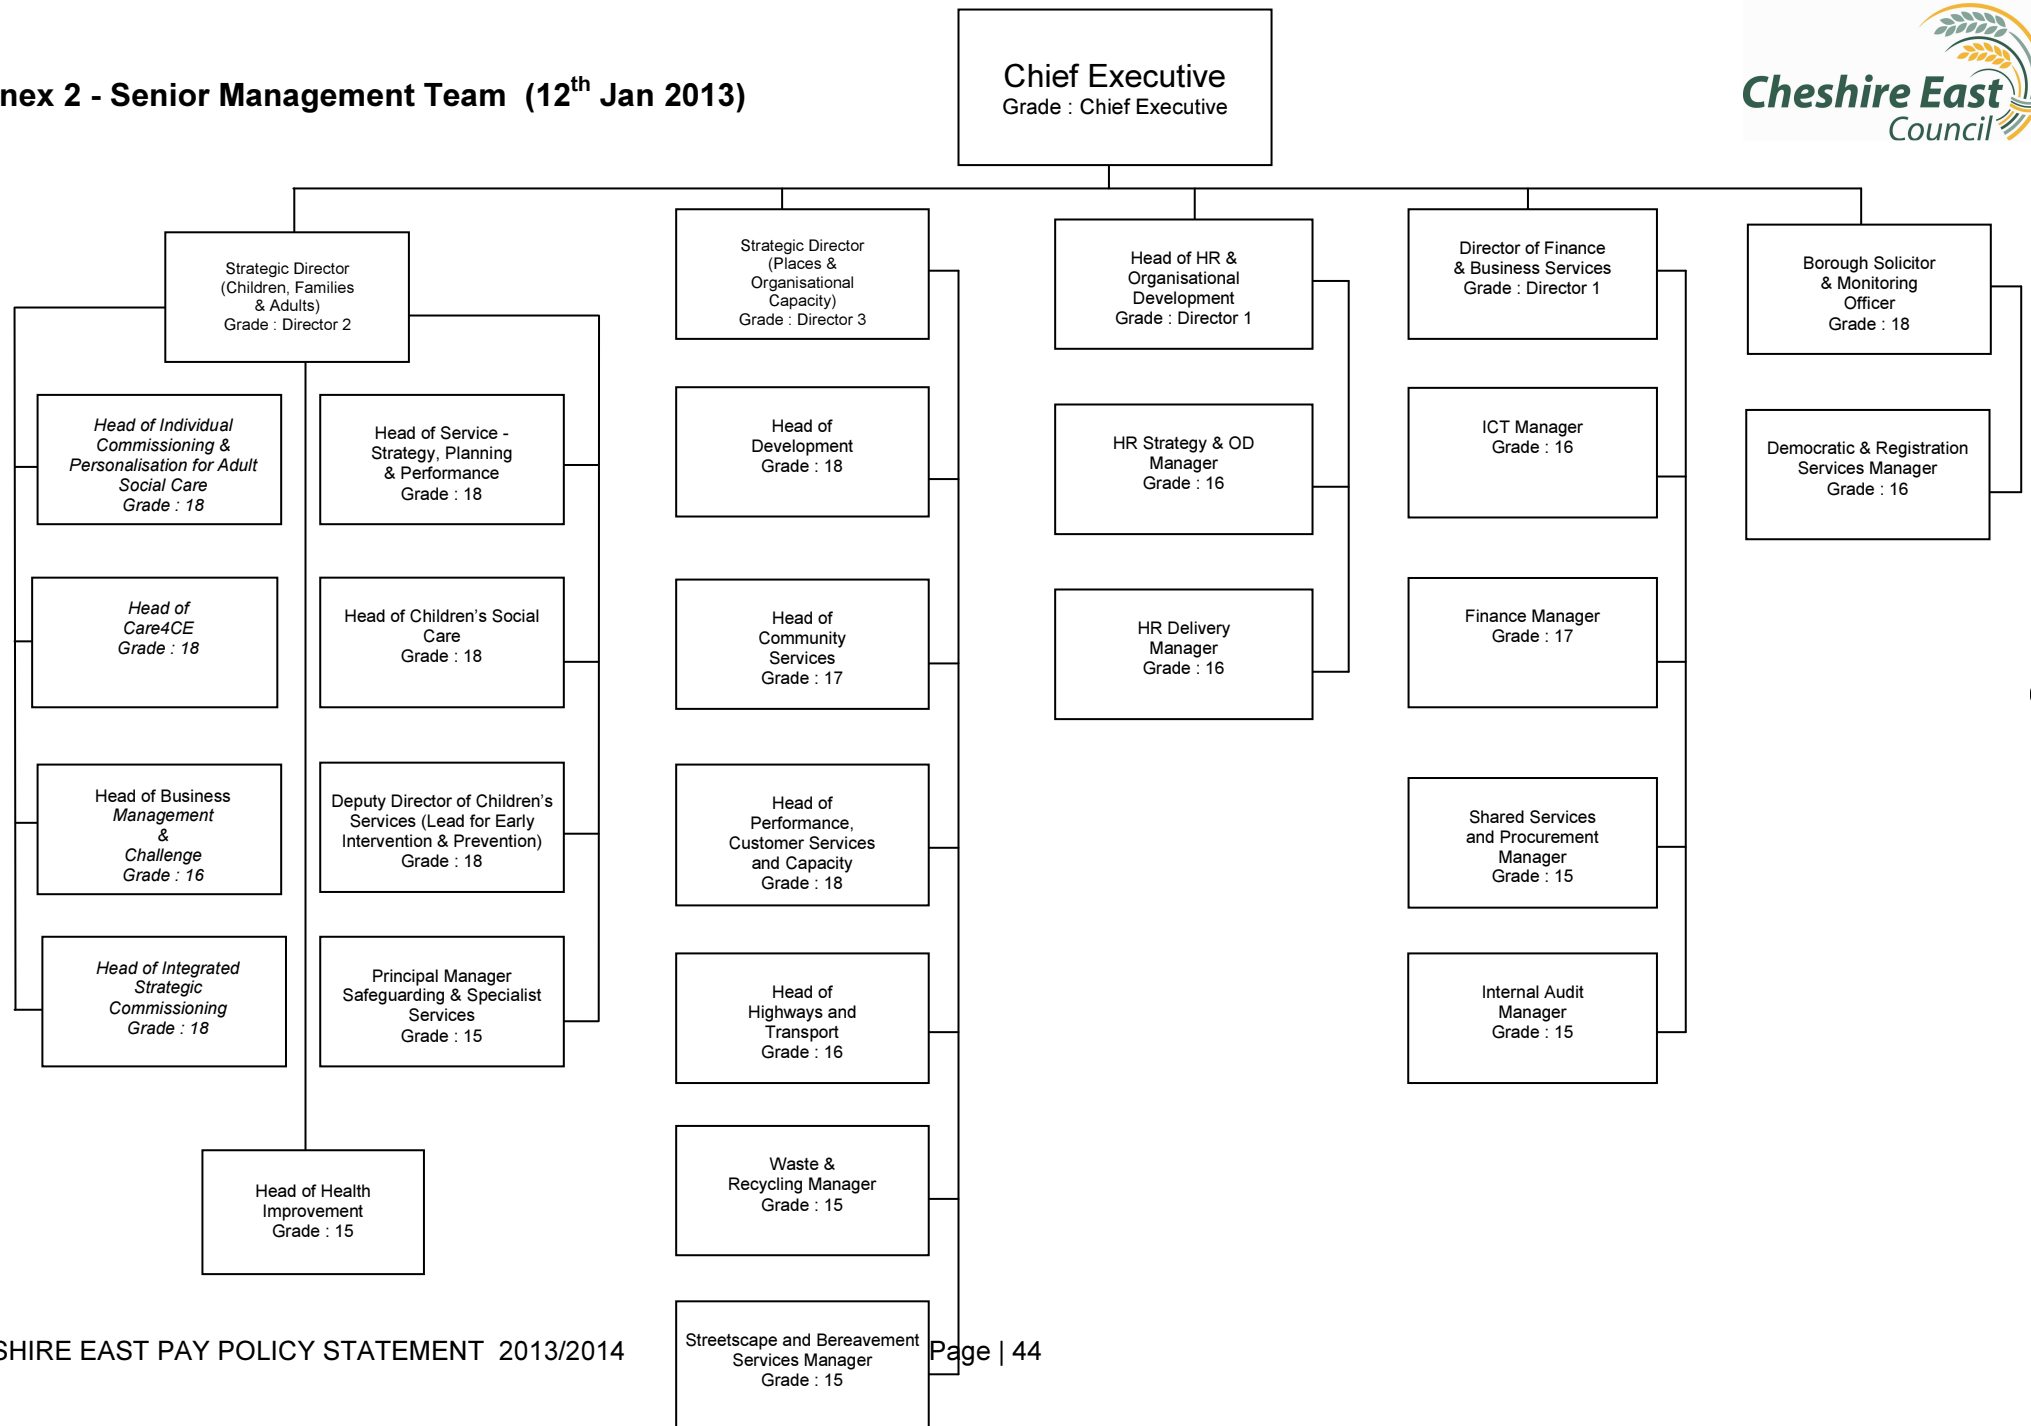 nex 2 - Senior Management Team (12th Jan 2013)
Chief Executive
Grade : Chief Executive
Cheshire East
Council
Strategic Director
(Children, Families
& Adults)
Grade : Director 2
Strategic Director
(Places &
Organisational
Capacity)
Grade : Director 3
Head of HR &
Organisational
Development
Grade : Director 1
Director of Finance
& Business Services
Grade : Director 1
Borough Solicitor
& Monitoring
Officer
Grade : 18
Head of Individual
Commissioning &
Personalisation for Adult
Social Care
Grade : 18
Head of Service -
Strategy, Planning
& Performance
Grade : 18
Head of
Development
Grade : 18
HR Strategy & OD
Manager
Grade : 16
ICT Manager
Grade : 16
Democratic & Registration
Services Manager
Grade : 16
Head of
Care4CE
Grade : 18
Head of Children’s Social
Care
Grade : 18
Head of
Community
Services
Grade : 17
HR Delivery
Manager
Grade : 16
Finance Manager
Grade : 17
Head of Business
Management
&
Challenge
Grade : 16
Deputy Director of Children’s
Services (Lead for Early
Intervention & Prevention)
Grade : 18
Head of
Performance,
Customer Services
and Capacity
Grade : 18
Shared Services
and Procurement
Manager
Grade : 15
Head of Integrated
Strategic
Commissioning
Grade : 18
Principal Manager
Safeguarding & Specialist
Services
Grade : 15
Head of
Highways and
Transport
Grade : 16
Internal Audit
Manager
Grade : 15
Head of Health
Improvement
Grade : 15
Waste &
Recycling Manager
Grade : 15
Streetscape and Bereavement
Services Manager
Grade : 15
SHIRE EAST PAY POLICY STATEMENT 2013/2014
Page | 44